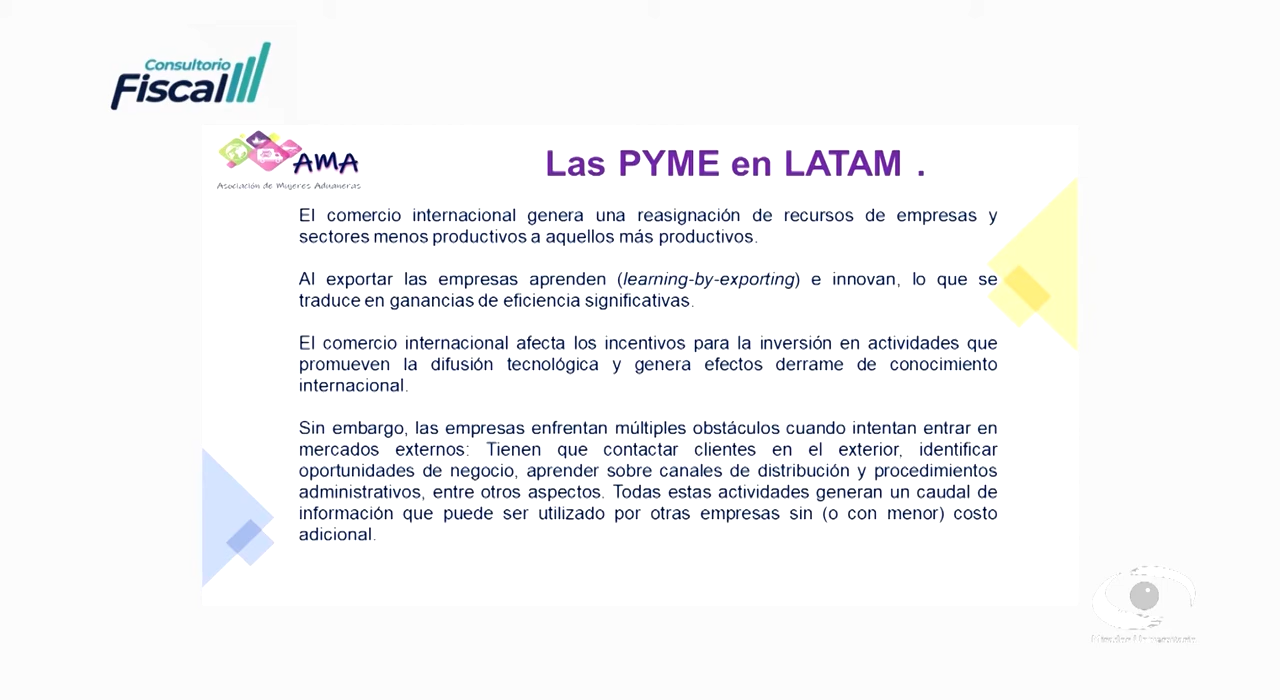 Consultorio
Fiscal
AMA
Asociación de Mujeres Aduaneras
Las PYME en LATAM .
El comercio internacional genera una reasignación de recursos de empresas y
sectores menos productivos a aquellos más productivos.
Al exportar las empresas aprenden (learning-by-exporting) e innovan, lo que se
traduce en ganancias de eficiencia significativas.
El comercio internacional afecta los incentivos para la inversión en actividades que
promueven la difusión tecnológica y genera efectos derrame de conocimiento
internacional.
Sin embargo, las empresas enfrentan múltiples obstáculos cuando intentan entrar en
mercados externos: Tienen que contactar clientes en el exterior, identificar
oportunidades de negocio, aprender sobre canales de distribución y procedimientos
administrativos, entre otros aspectos. Todas estas actividades generan un caudal de
información que puede ser utilizado por otras empresas sin (o con menor) costo
adicional.